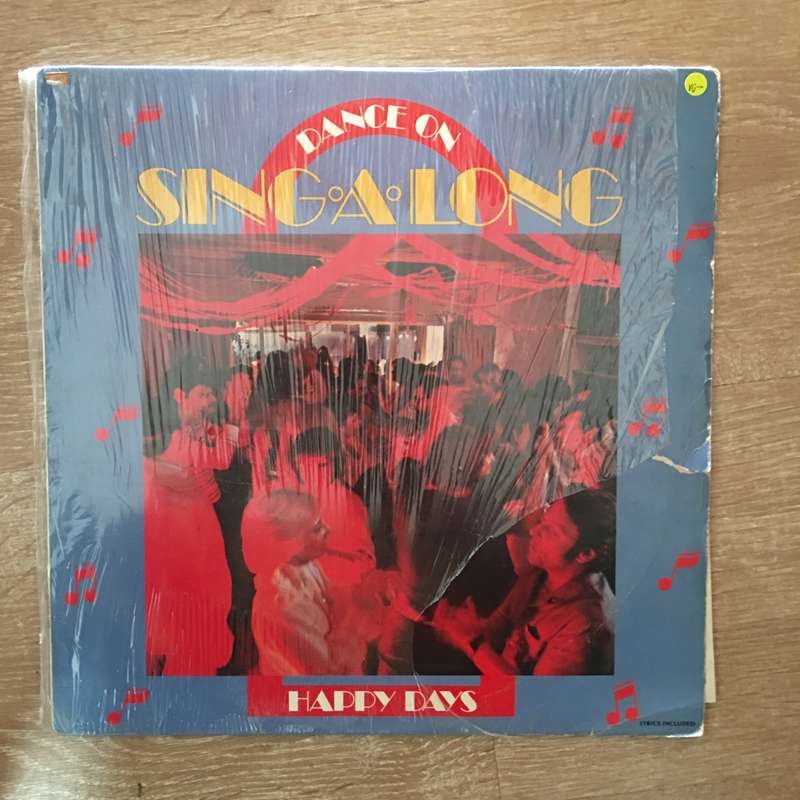 DANCE ON
SING·A·LONG
HAPPY DAYS
LYRICS INCLUDED